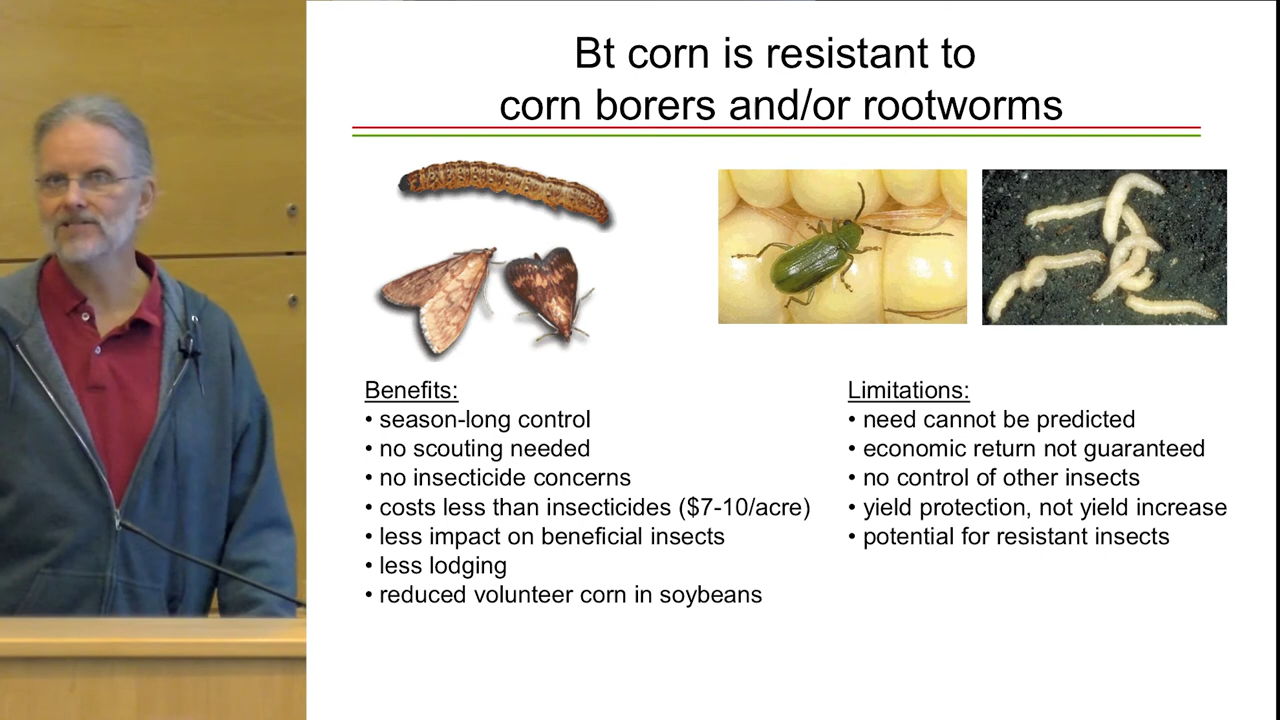 Bt corn is resistant to
corn borers and/or rootworms
Benefits:
• season-long control
• no scouting needed
• no insecticide concerns
• costs less than insecticides ($7-10/acre)
• less impact on beneficial insects
• less lodging
• reduced volunteer corn in soybeans
Limitations:
• need cannot be predicted
• economic return not guaranteed
• no control of other insects
• yield protection, not yield increase
• potential for resistant insects